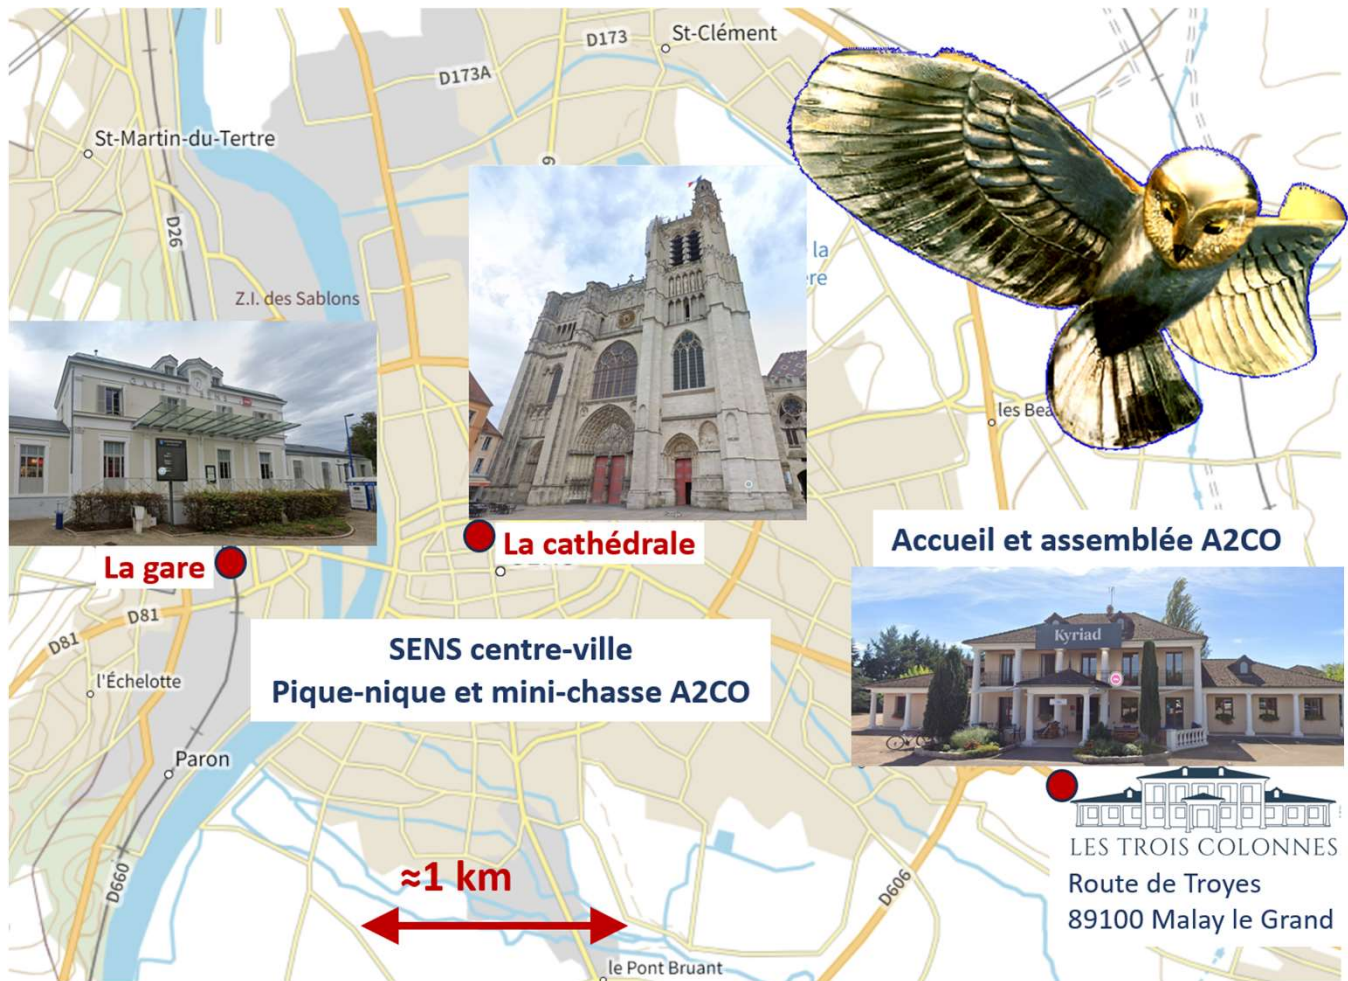 D173
St-Clément
D173A
St-Martin-du-Tertre
D26
Z.I. des Sablons
la
les Bea
La gare
La cathédrale
Accueil et assemblée A2CO
Kyriad
D81
D81
l'Échelotte
SENS centre-ville
Pique-nique et mini-chasse A2CO
Paron
D660
≈1 km
D606
LES TROIS COLONNES
Route de Troyes
89100 Malay le Grand
le Pont Bruant